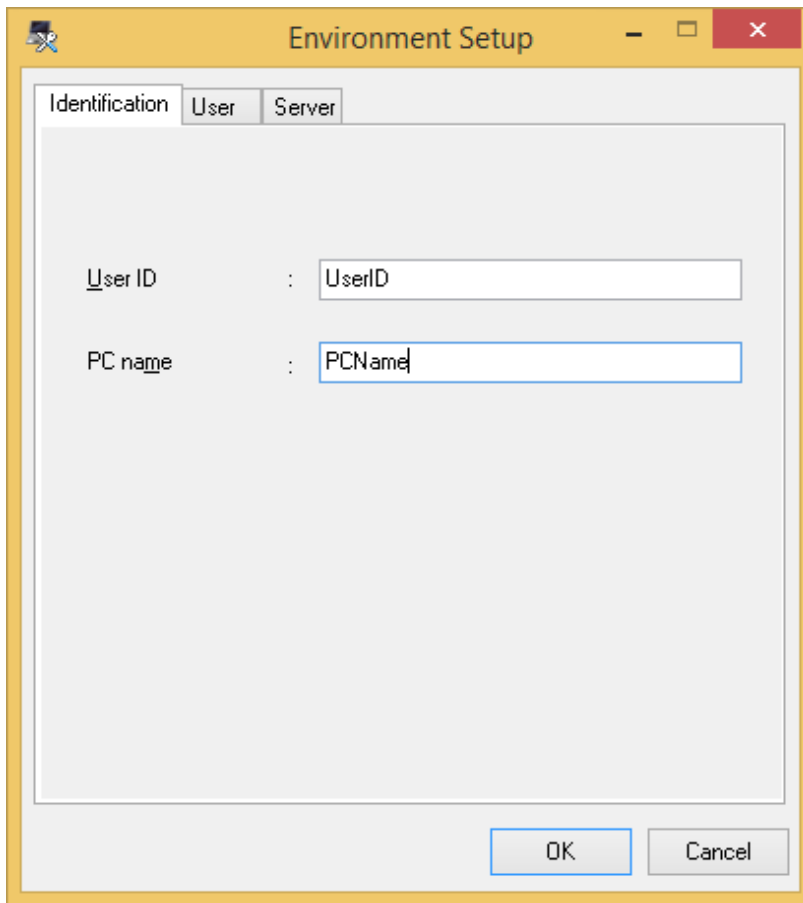 Environment Setup
Identification User Server
User ID : UserID
PC name : PCName
OK Cancel